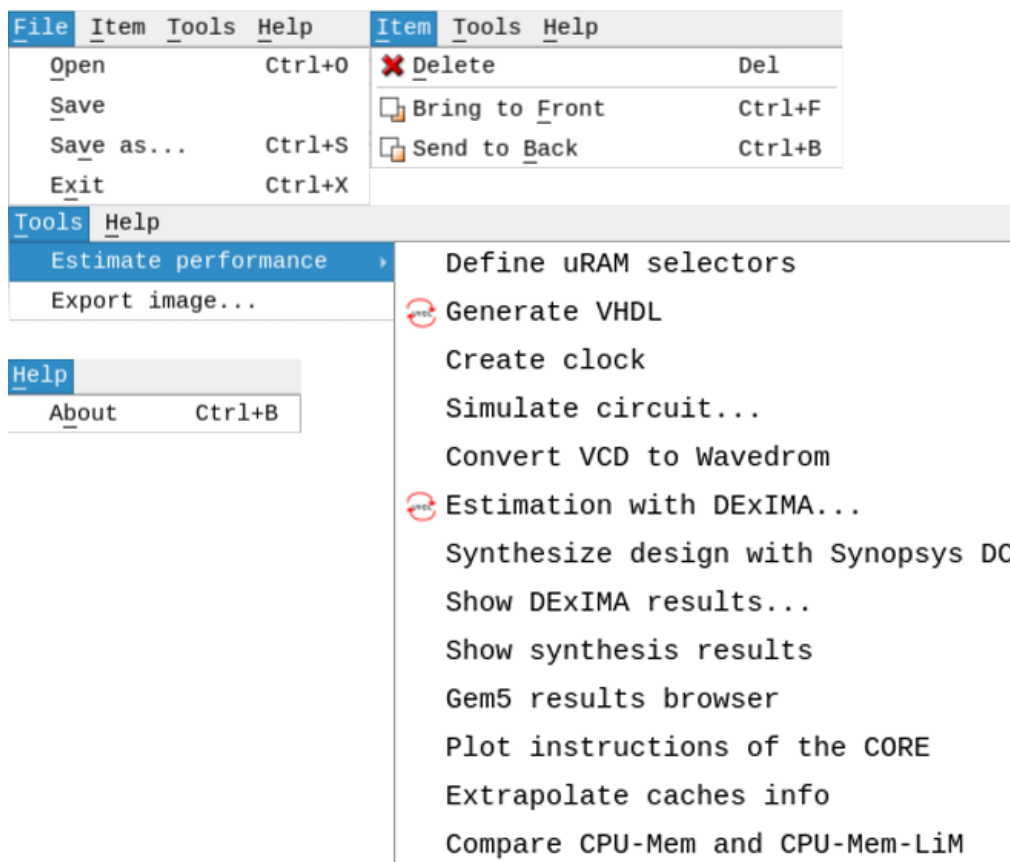 File Item Tools Help
Open Ctrl+O
Save
Save as... Ctrl+S
Exit Ctrl+X
Item Tools Help
Delete Del
Bring to Front Ctrl+F
Send to Back Ctrl+B
Tools Help
Estimate performance
Export image...
Define uRAM selectors
VHDL Generate VHDL
Create clock
Simulate circuit...
Convert VCD to Wavedrom
VHDL Estimation with DExIMA...
Synthesize design with Synopsys DC
Show DExIMA results...
Show synthesis results
Gem5 results browser
Plot instructions of the CORE
Extrapolate caches info
Compare CPU-Mem and CPU-Mem-LiM
Help
About Ctrl+B